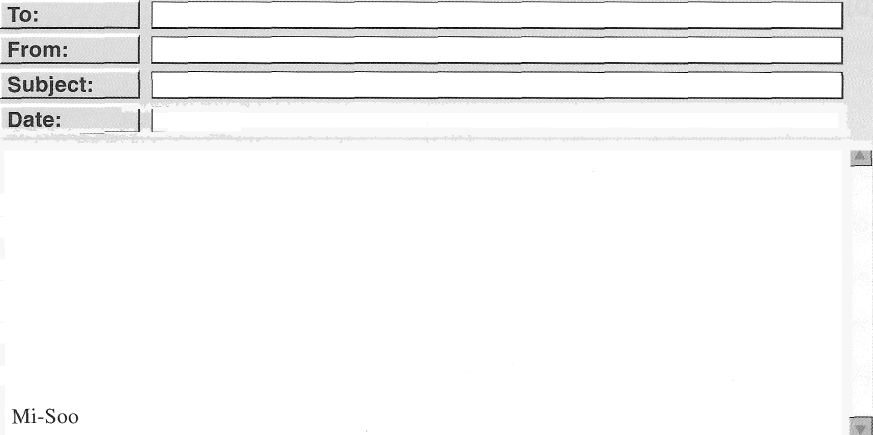 To:
From:
Subject:
Date:
Mi-Soo